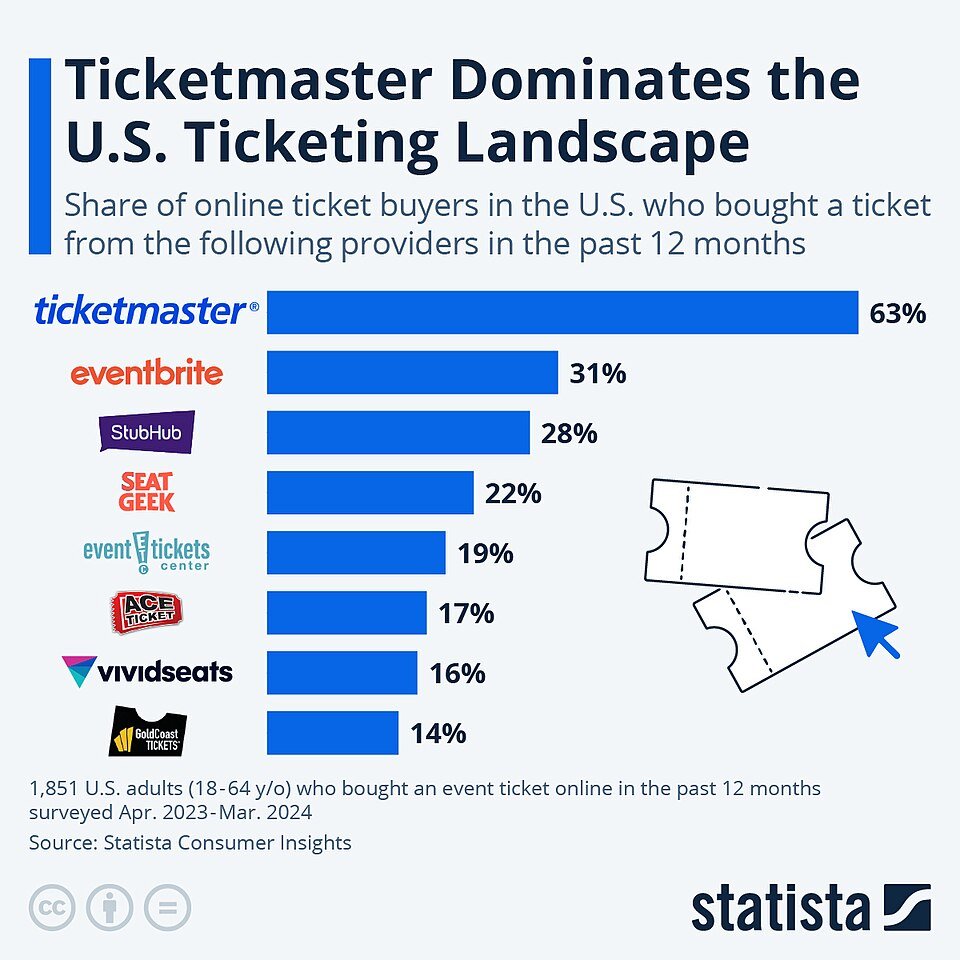 Ticketmaster Dominates the
U.S. Ticketing Landscape
Share of online ticket buyers in the U.S. who bought a ticket
from the following providers in the past 12 months
ticketmaster® 63%
eventbrite 31%
StubHub 28%
SEAT
GEEK 22%
event E tickets
center 19%
ACE
TICKET 17%
vividseats 16%
GoldCoast
TICKETS 14%
1,851 U.S. adults (18-64 y/o) who bought an event ticket online in the past 12 months
surveyed Apr. 2023-Mar. 2024
Source: Statista Consumer Insights
cc
statista